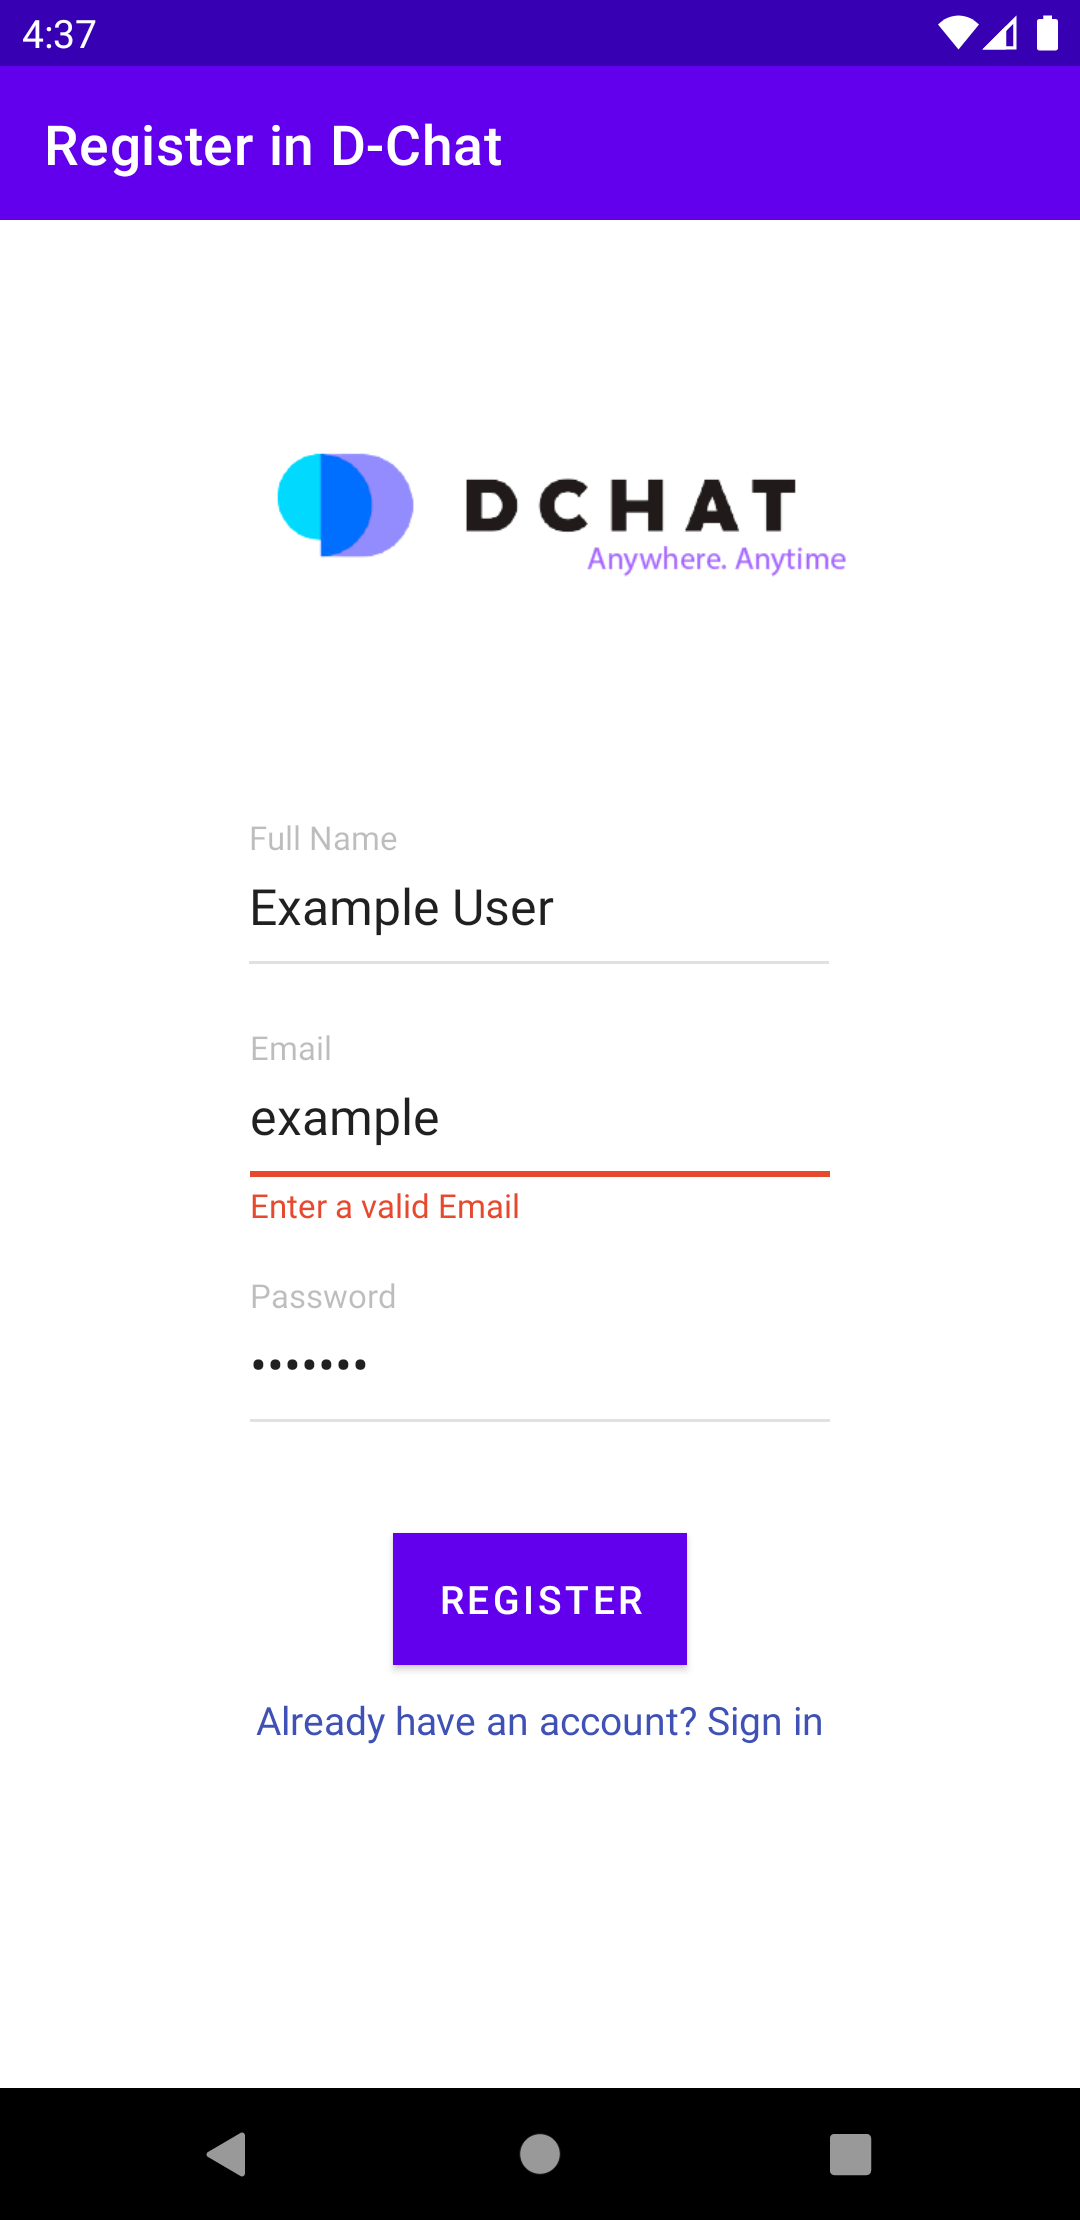 4:37
Register in D-Chat
DCHAT
Anywhere. Anytime
Full Name
Example User
Email
example
Enter a valid Email
Password
•••••••
REGISTER
Already have an account? Sign in